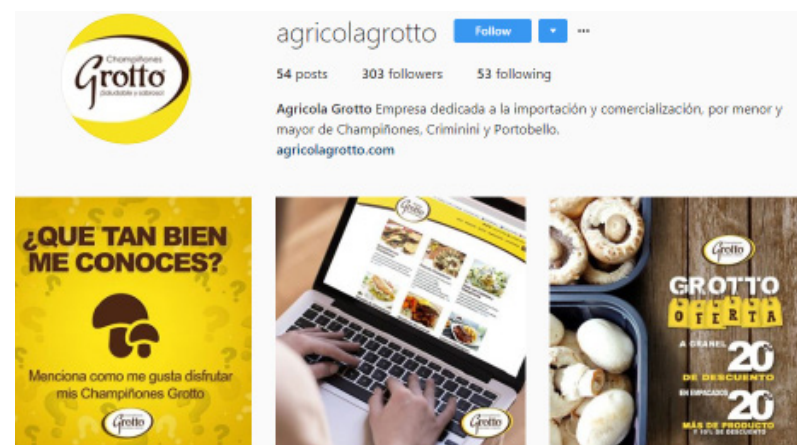 agricolagrotto Follow
54 posts 303 followers 53 following
Agricola Grotto Empresa dedicada a la importación y comercialización, por menor y
mayor de Champiñones, Criminini y Portobello.
agricolagrotto.com
Champiñones
Grotto
¡Saludable y sabroso!
¿QUE TAN BIEN
ME CONOCES?
Menciona como me gusta disfrutar
mis Champiñones Grotto
Grotto
Grotto
Grotto
Grotto
GROTTO
OFERTA
A GRANEL 20
DE DESCUENTO
EN EMPACADOS 20
MÁS DE PRODUCTO
Y 10% DE DESCUENTO